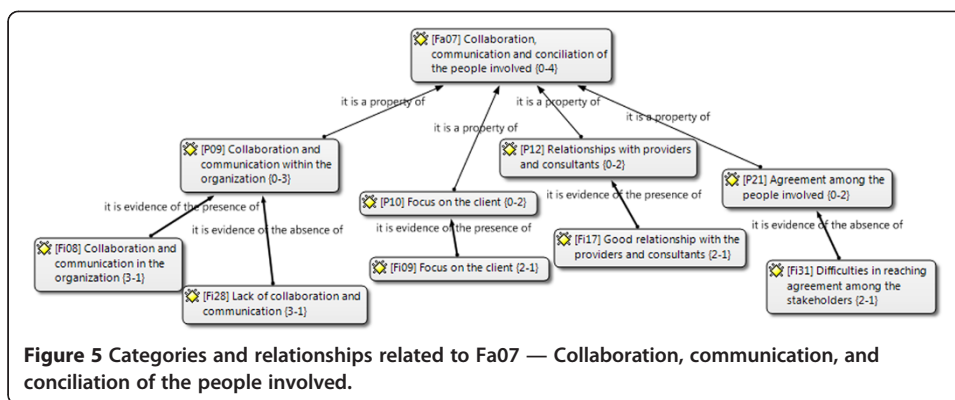 [Fa07] Collaboration,
communication and conciliation of
the people involved {0-4}
it is a property of
it is a property of
it is a property of
it is a property of
[P09] Collaboration and
communication within the
organization {0-3}
[P12] Relationships with providers
and consultants {0-2}
[P10] Focus on the client {0-2}
[P21] Agreement among the
people involved {0-2}
it is evidence of the presence of
it is evidence of the absence of
it is evidence of the presence of
it is evidence of the presence of
it is evidence of the absence of
[Fi08] Collaboration and
communication in the
organization {3-1}
[Fi28] Lack of collaboration and
communication {3-1}
[Fi09] Focus on the client {2-1}
[Fi17] Good relationship with the
providers and consultants {2-1}
[Fi31] Difficulties in reaching
agreement among the
stakeholders {2-1}
Figure 5 Categories and relationships related to Fa07 — Collaboration, communication, and
conciliation of the people involved.